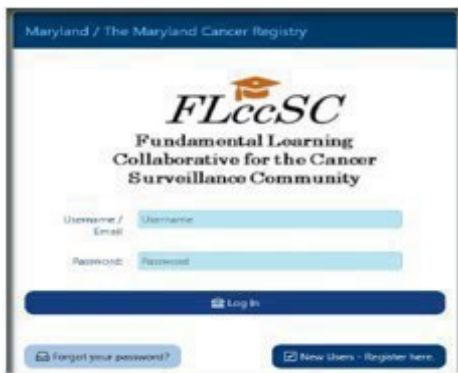 Maryland / The Maryland Cancer Registry
FLccSC
Fundamental Learning
Collaborative for the Cancer
Surveillance Community
Username /
Email
Username
Password:
Password
Log In
Forgot your password?
New Users - Register here.